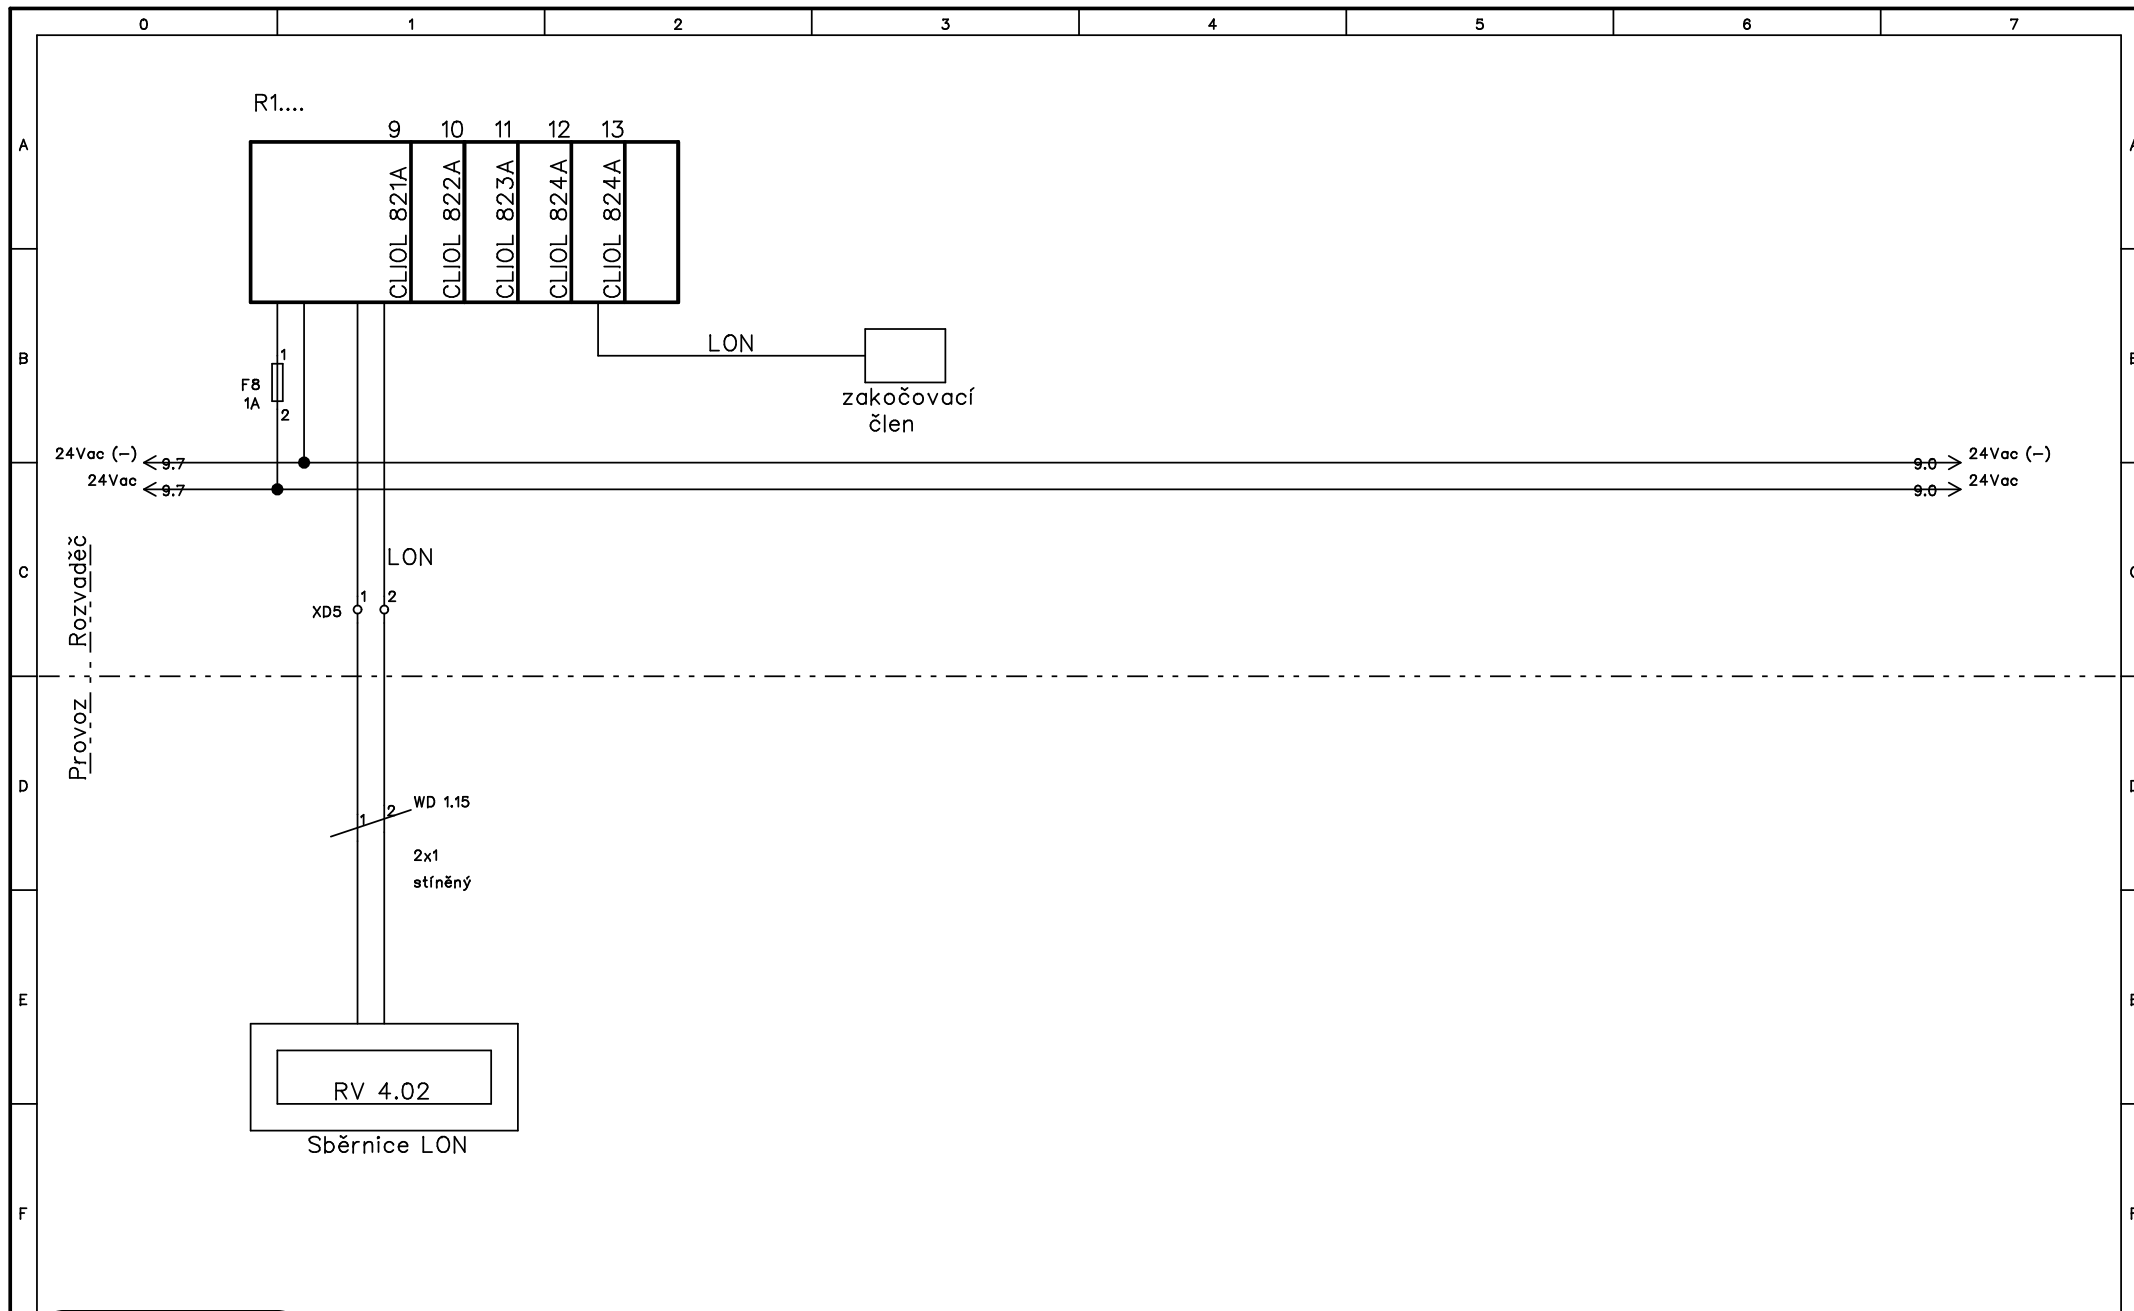 0 1 2 3 4 5 6 7
R1....
9 10 11 12 13
A
CLIOL 821A
CLIOL 822A
CLIOL 823A
CLIOL 824A
CLIOL 824A
LON
B
1
F8
1A
2
zakočovací
člen
24Vac (-) 9.7 9.0 24Vac (-)
24Vac 9.7 9.0 24Vac
Rozvaděč
LON
C
XD5 1 2
Provoz
D
1 2 WD 1.15
2x1
stíněný
E
RV 4.02
Sběrnice LON
F